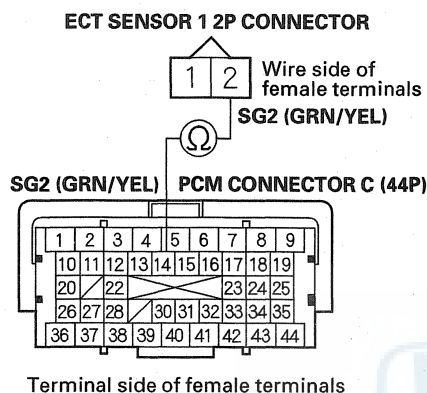 ECT SENSOR 1 2P CONNECTOR
1 2
Wire side of
female terminals
SG2 (GRN/YEL)
Ω
SG2 (GRN/YEL) PCM CONNECTOR C (44P)
1 2 3 4 5 6 7 8 9
10 11 12 13 14 15 16 17 18 19
20 22 23 24 25
26 27 28 30 31 32 33 34 35
36 37 38 39 40 41 42 43 44
Terminal side of female terminals